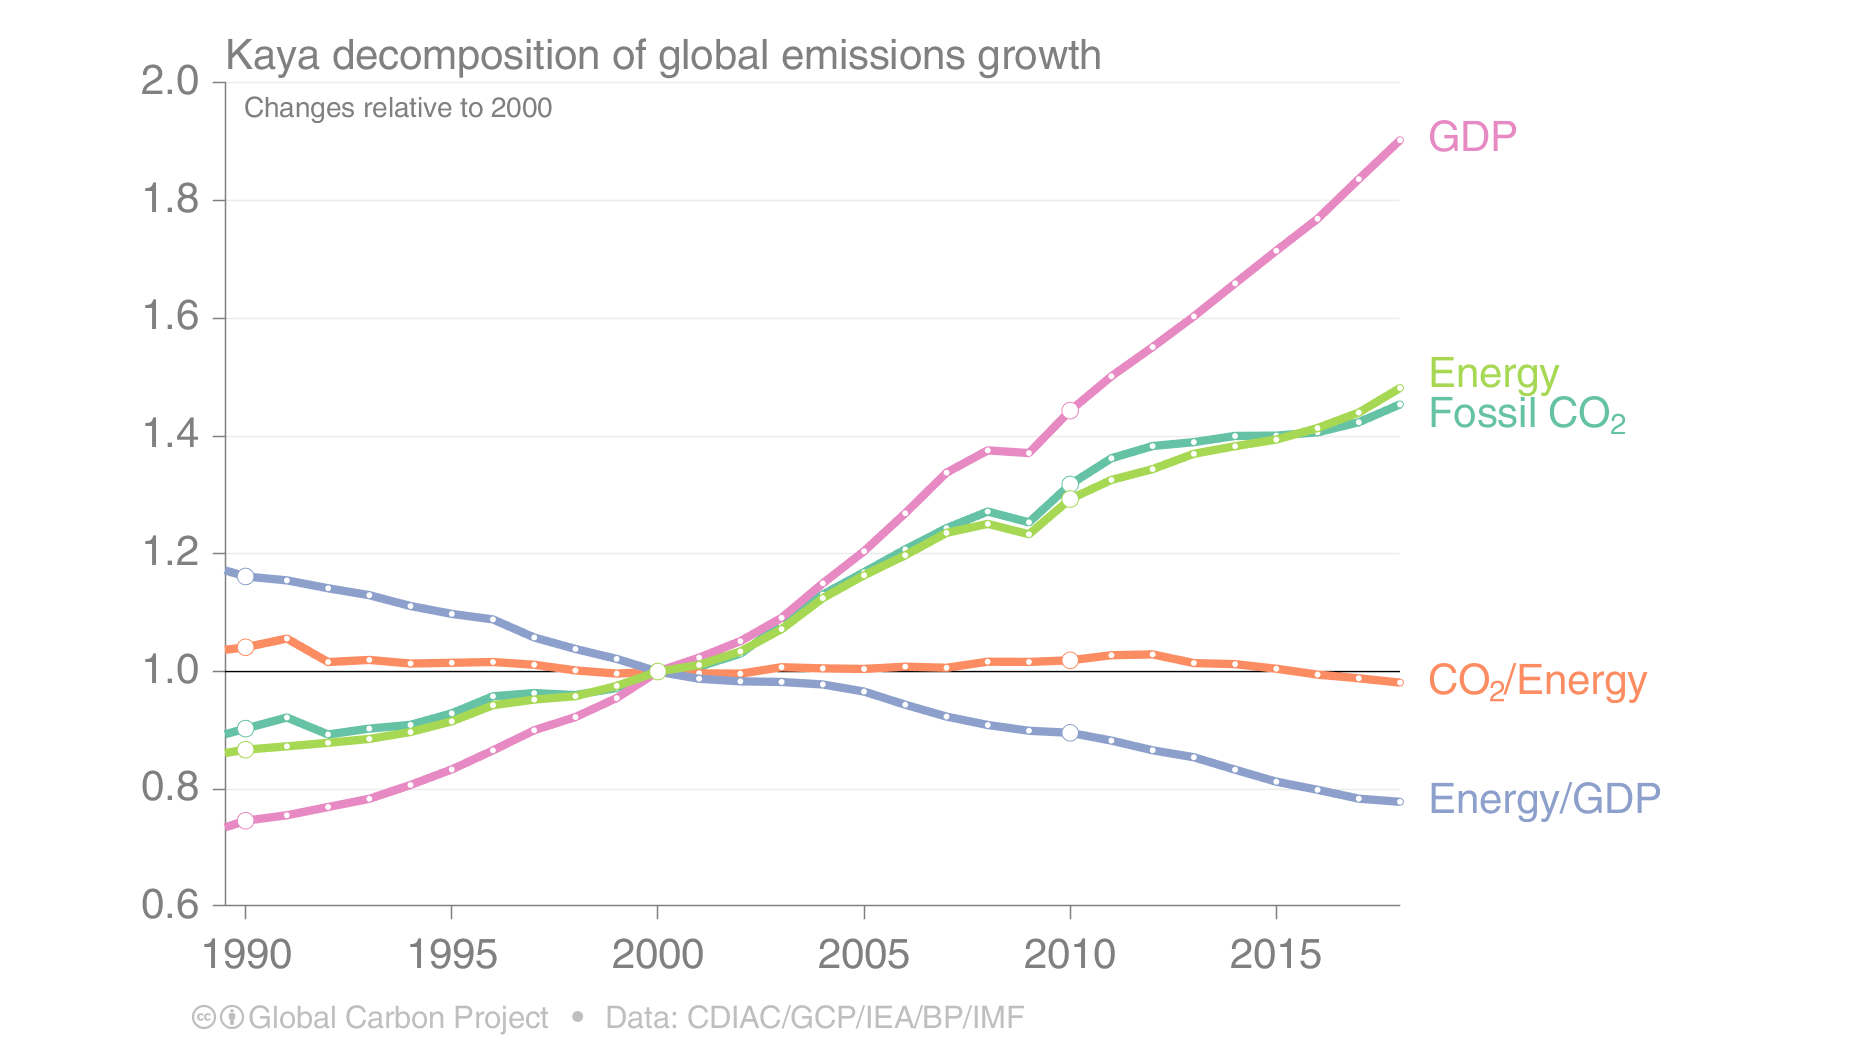 Kaya decomposition of global emissions growth
Changes relative to 2000
2.0
1.8
1.6
1.4
1.2
1.0
0.8
0.6
GDP
Energy
Fossil CO₂
CO₂/Energy
Energy/GDP
1990 1995 2000 2005 2010 2015
cc Global Carbon Project • Data: CDIAC/GCP/IEA/BP/IMF